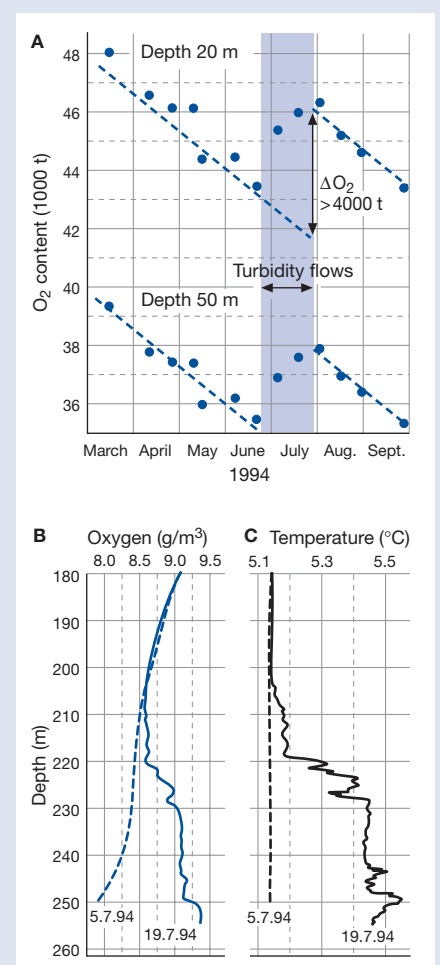 A
Depth 20 m
48
46
44
42
40
38
36
O2 content (1000 t)
ΔO2
>4000 t
Turbidity flows
Depth 50 m
March April May June July Aug. Sept.
1994
B Oxygen (g/m3) C Temperature (°C)
8.0 8.5 9.0 9.5 5.1 5.3 5.5
180
190
200
210
220
230
240
250
260
Depth (m)
5.7.94 5.7.94
19.7.94 19.7.94